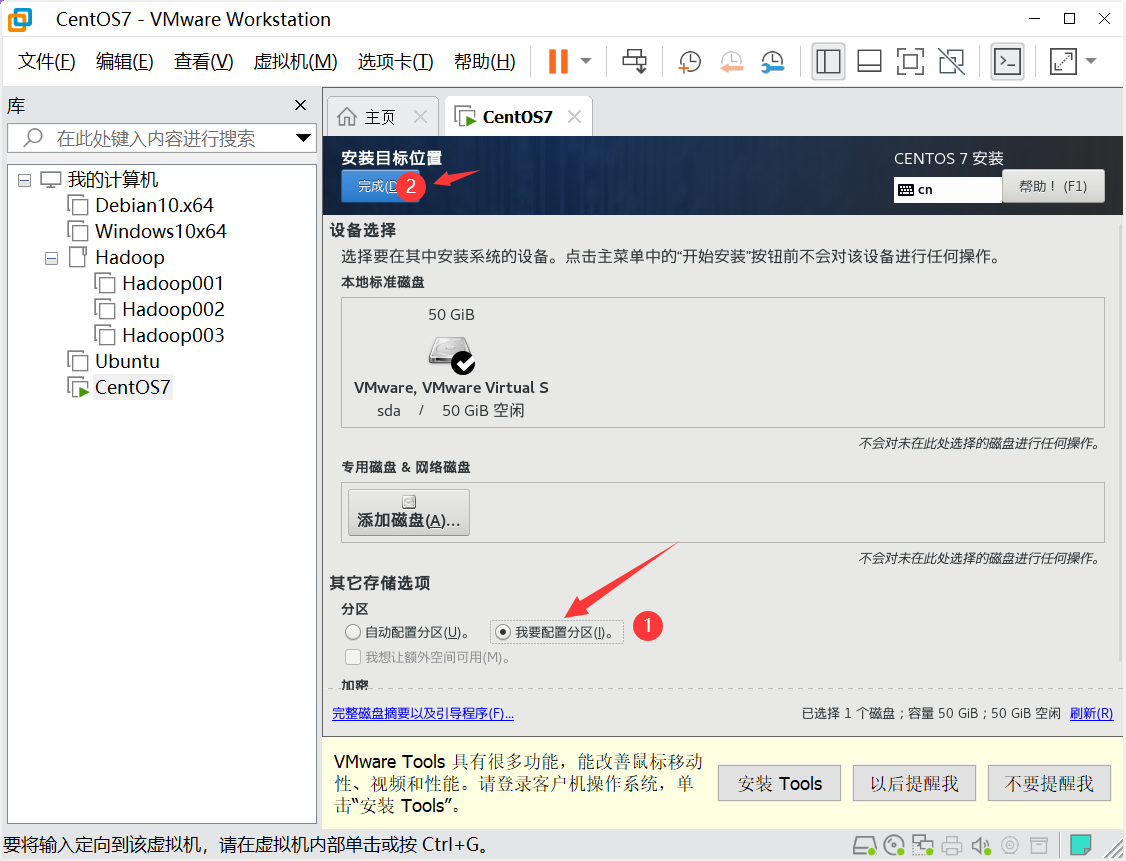 CentOS7 - VMware Workstation
文件(F) 编辑(E) 查看(V) 虚拟机(M) 选项卡(T) 帮助(H)
库
在此处键入内容进行搜索
我的计算机
Debian10.x64
Windows10x64
Hadoop
Hadoop001
Hadoop002
Hadoop003
Ubuntu
CentOS7
主页 CentOS7
安装目标位置
完成(D
2
CENTOS 7 安装
cn
帮助！(F1)
设备选择
选择要在其中安装系统的设备。点击主菜单中的“开始安装”按钮前不会对该设备进行任何操作。
本地标准磁盘
50 GiB
VMware, VMware Virtual S
sda / 50 GiB 空闲
不会对未在此处选择的磁盘进行任何操作。
专用磁盘 & 网络磁盘
添加磁盘(A)...
不会对未在此处选择的磁盘进行任何操作。
其它存储选项
分区
自动配置分区(U)。 我要配置分区(I)。 1
我想让额外空间可用(M)。
加密
完整磁盘摘要以及引导程序(F)... 已选择 1 个磁盘；容量 50 GiB；50 GiB 空闲 刷新(R)
VMware Tools 具有很多功能，能改善鼠标移动
性、视频和性能。请登录客户机操作系统，单
击“安装 Tools”。
安装 Tools 以后提醒我 不要提醒我
要将输入定向到该虚拟机，请在虚拟机内部单击或按 Ctrl+G。